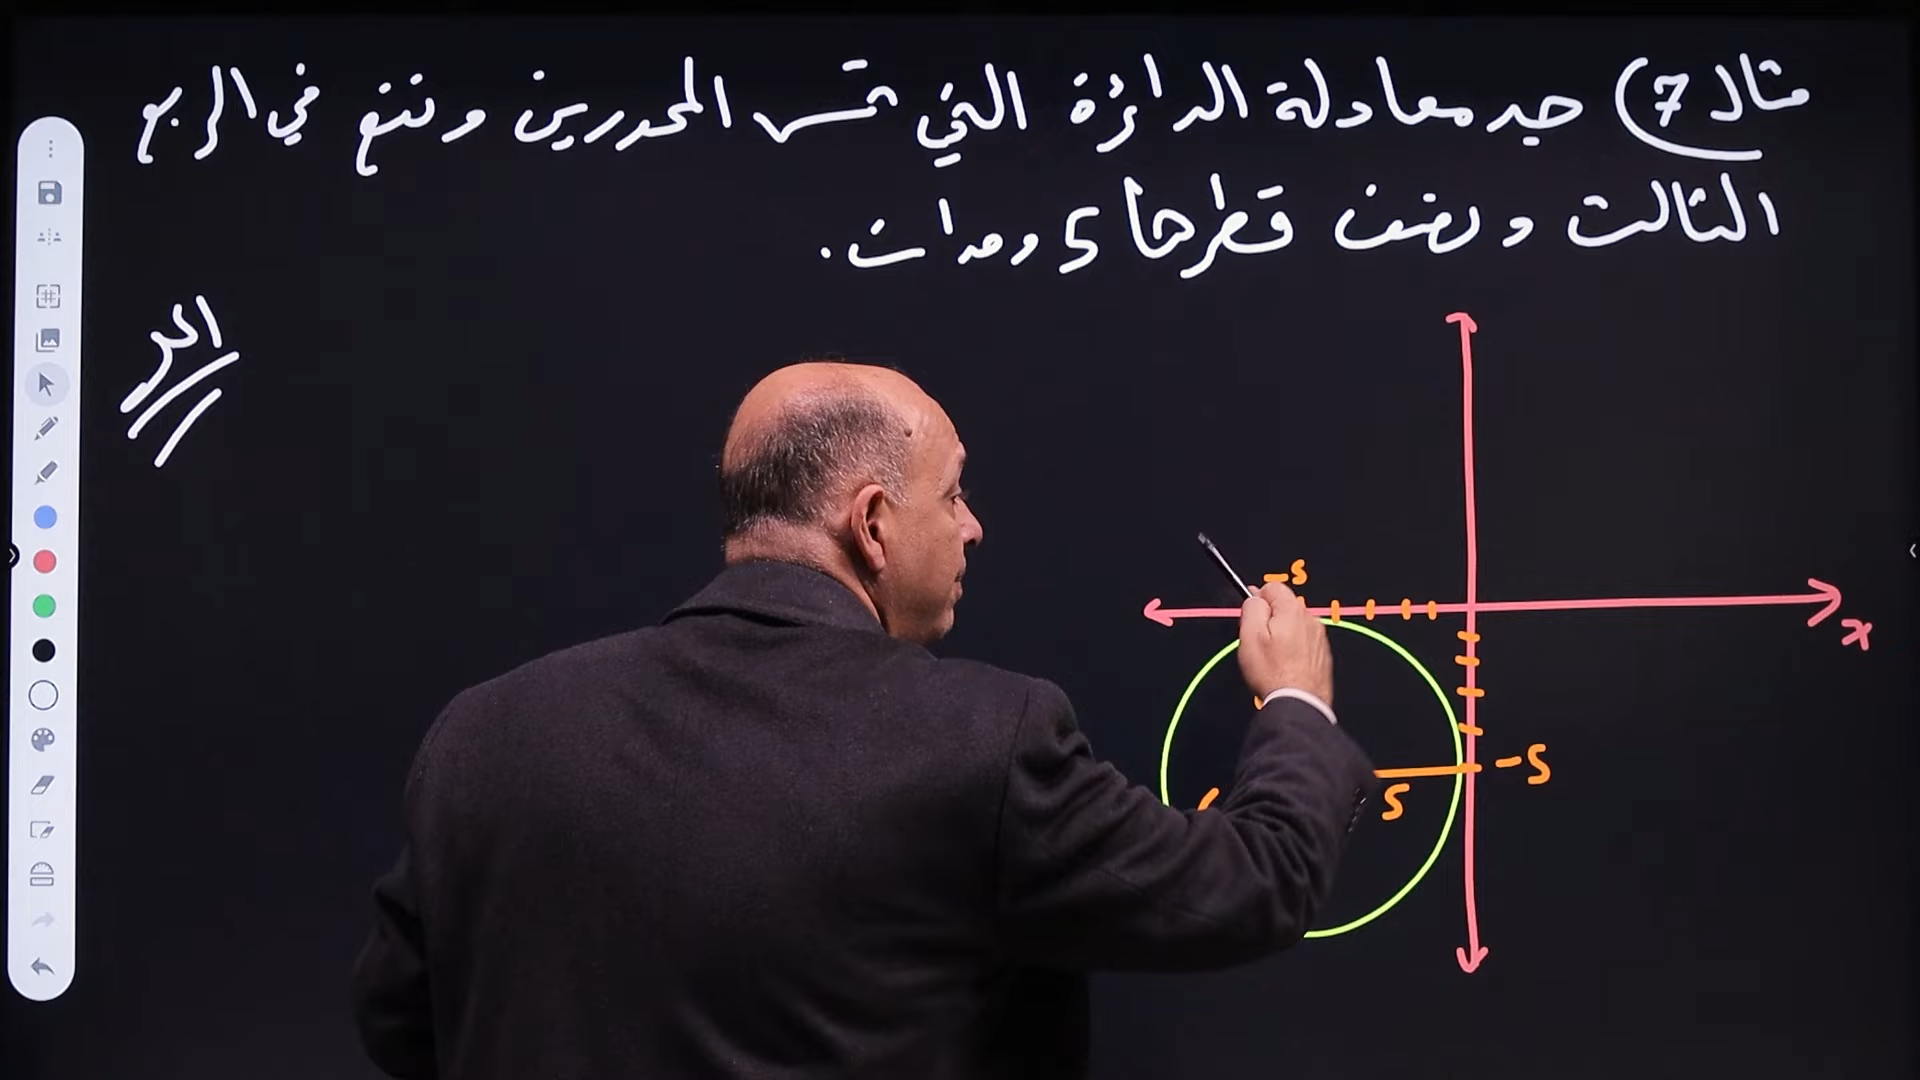 مثال 7) جد معادلة الدائرة التي تمس المحورين وتقع في الربع
الثالث ونصف قطرها 5 وحدات.
الحل
-5
x
-5
5